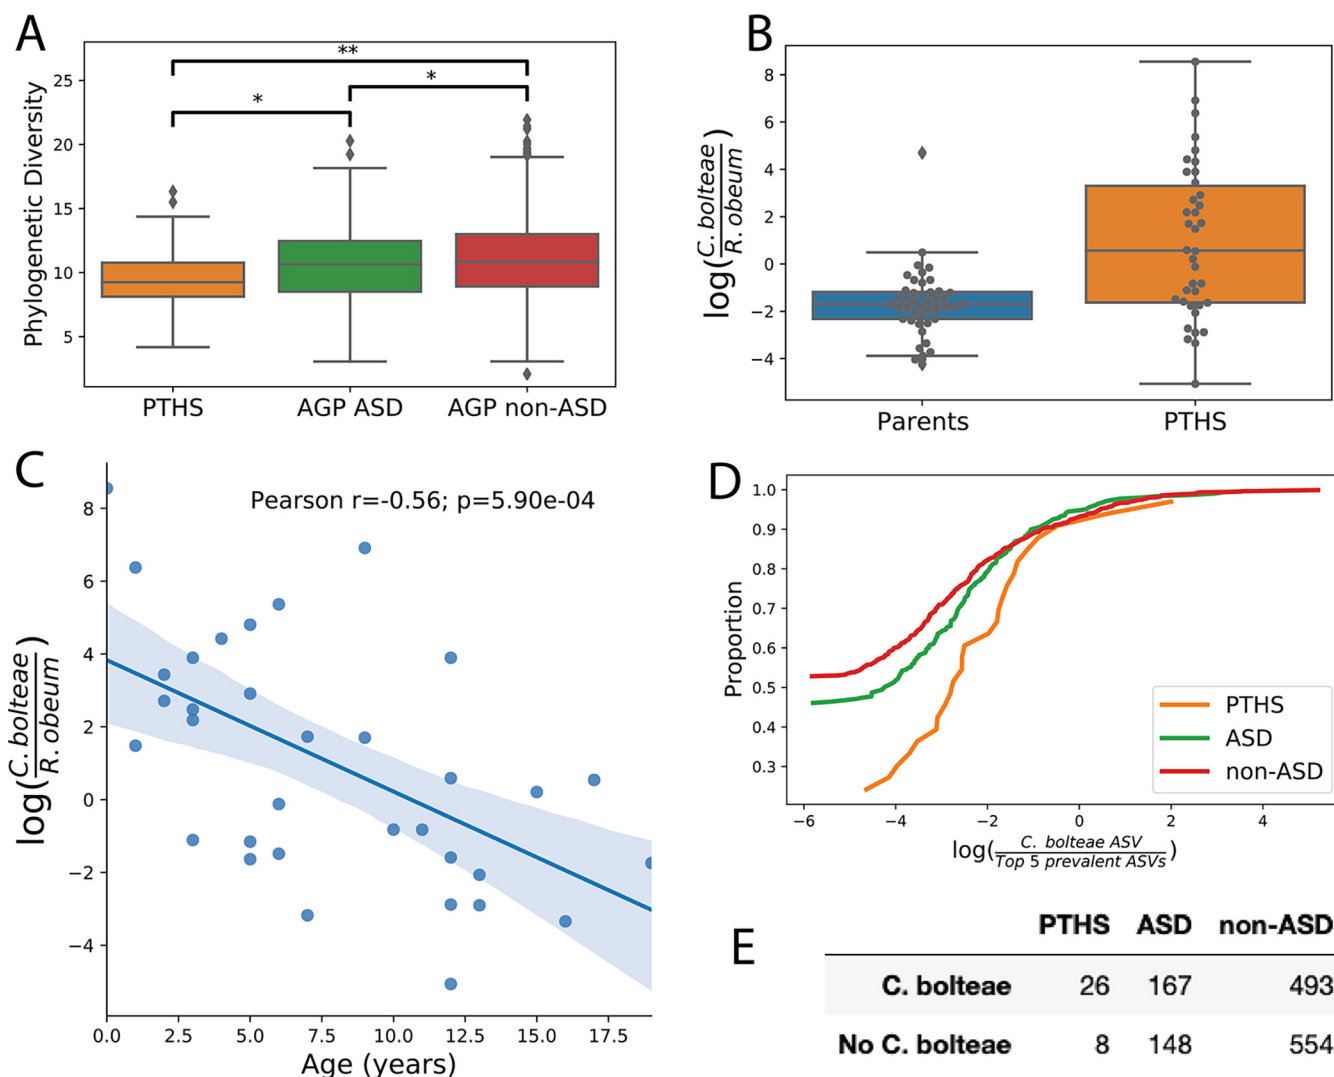 A
**
*
*
Phylogenetic Diversity
25
20
15
10
5
PTHS AGP ASD AGP non-ASD
B
log(C. bolteae/R. obeum)
8
6
4
2
0
−2
−4
Parents PTHS
C
Pearson r=-0.56; p=5.90e-04
log(C. bolteae/R. obeum)
8
6
4
2
0
−2
−4
0.0 2.5 5.0 7.5 10.0 12.5 15.0 17.5
Age (years)
D
Proportion
1.0
0.9
0.8
0.7
0.6
0.5
0.4
0.3
PTHS
ASD
non-ASD
−6 −4 −2 0 2 4
log(C. bolteae ASV/Top 5 prevalent ASVs)
E
PTHS ASD non-ASD
C. bolteae 26 167 493
No C. bolteae 8 148 554